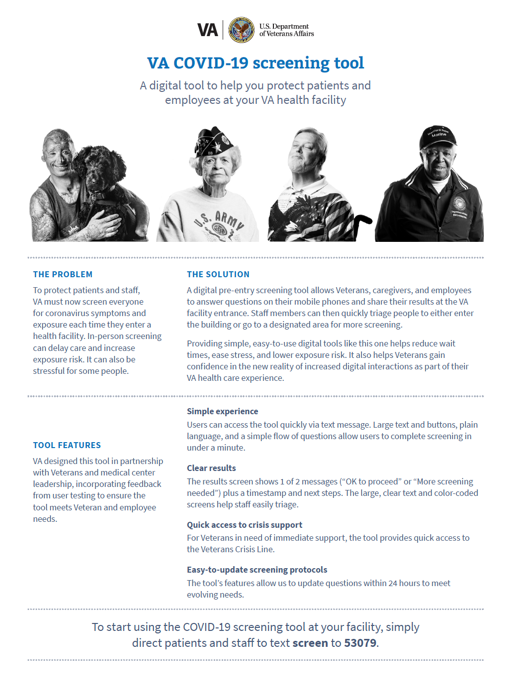 VA
U.S. Department
of Veterans Affairs
VA COVID-19 screening tool
A digital tool to help you protect patients and
employees at your VA health facility
U.S. ARMY
THE PROBLEM
To protect patients and staff,
VA must now screen everyone
for coronavirus symptoms and
exposure each time they enter a
health facility. In-person screening
can delay care and increase
exposure risk. It can also be
stressful for some people.
THE SOLUTION
A digital pre-entry screening tool allows Veterans, caregivers, and employees
to answer questions on their mobile phones and share their results at the VA
facility entrance. Staff members can then quickly triage people to either enter
the building or go to a designated area for more screening.
Providing simple, easy-to-use digital tools like this one helps reduce wait
times, ease stress, and lower exposure risk. It also helps Veterans gain
confidence in the new reality of increased digital interactions as part of their
VA health care experience.
TOOL FEATURES
VA designed this tool in partnership
with Veterans and medical center
leadership, incorporating feedback
from user testing to ensure the
tool meets Veteran and employee
needs.
Simple experience
Users can access the tool quickly via text message. Large text and buttons, plain
language, and a simple flow of questions allow users to complete screening in
under a minute.
Clear results
The results screen shows 1 of 2 messages (“OK to proceed” or “More screening
needed”) plus a timestamp and next steps. The large, clear text and color-coded
screens help staff easily triage.
Quick access to crisis support
For Veterans in need of immediate support, the tool provides quick access to
the Veterans Crisis Line.
Easy-to-update screening protocols
The tool’s features allow us to update questions within 24 hours to meet
evolving needs.
To start using the COVID-19 screening tool at your facility, simply
direct patients and staff to text screen to 53079.